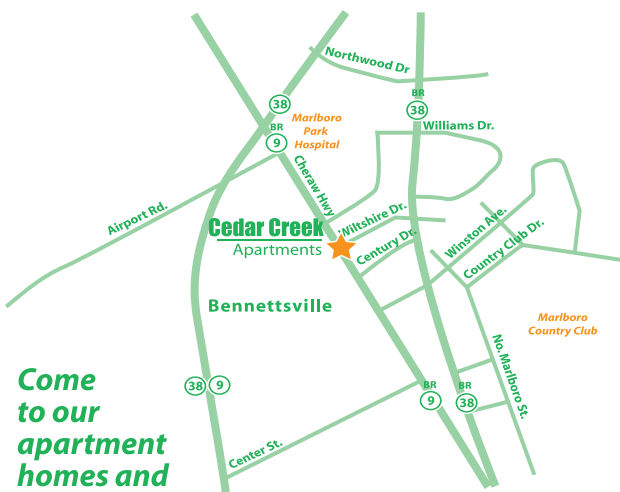 Northwood Dr
38
BR
38
BR
9
Marlboro
Park
Hospital
Williams Dr.
Cheraw Hwy
Airport Rd.
Wiltshire Dr.
Winston Ave.
Cedar Creek
Apartments
Century Dr.
Country Club Dr.
Bennettsville
Marlboro
Country Club
No. Marlboro St.
38 9
BR
9
BR
38
Center St.
Come
to our
apartment
homes and